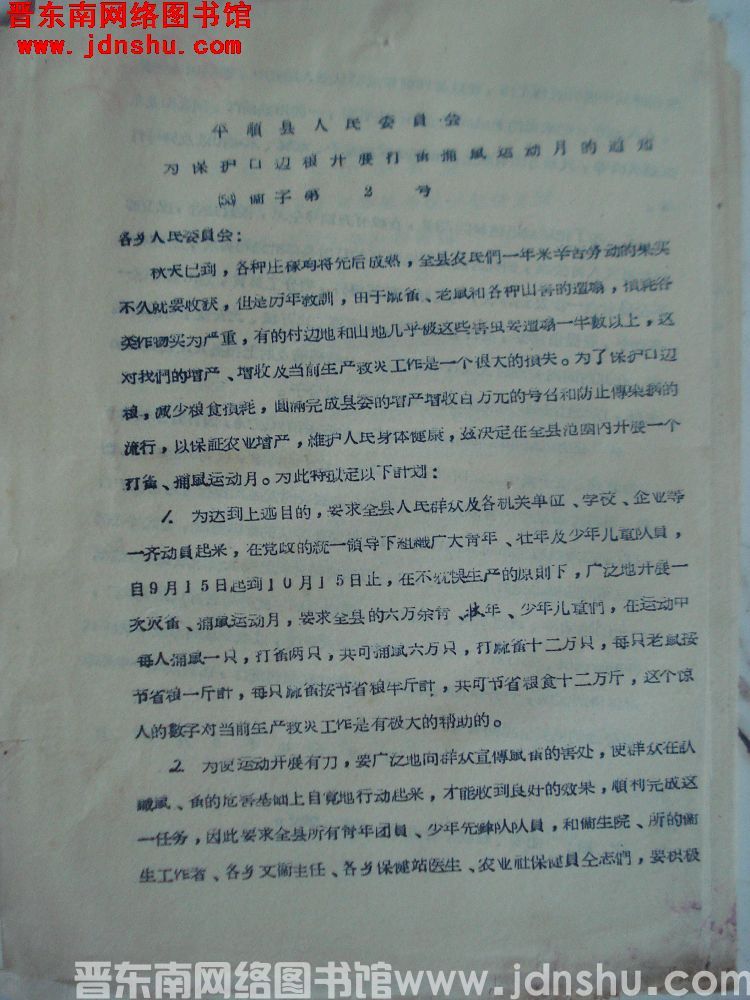 晋东南网络图书馆
www.jdnshu.com
平順县人民委員会
为保护口边粮开展打雀捕鼠运动月的通知
衞字第 2 号
各乡人民委員会：
秋天已到，各种庄稼均将先后成熟，全县农民們一年来辛苦劳动的果实
不久就要收获，但是历年教訓，由于麻雀、老鼠和各种山害的遭塌，損耗各
类作物实为严重，有的村边地和山地几乎被这些害虫要遭塌一半数以上，这
对我們的增产、增收及当前生产救灾工作是一个很大的損失。为了保护口边
粮，减少粮食損耗，圓滿完成县委的增产增收百万元的号召和防止傳染病的
流行，以保証农业增产，維护人民身体健康，兹决定在全县范圍內开展一个
打雀、捕鼠运动月。为此特拟定以下計划：
1. 为达到上述目的，要求全县人民群众及各机关单位、学校、企业等
一齐动員起来，在党政的統一領导下組織广大青年、壮年及少年儿童队員，
自9月15日起到10月15日止，在不躭悞生产的原則下，广泛地开展一
次灭雀、捕鼠运动月，要求全县的六万余青、壮年、少年儿童們，在运动中
每人捕鼠一只，打雀两只，共可捕鼠六万只，打麻雀十二万只，每只老鼠按
节省粮一斤計，每只麻雀按节省粮半斤計，共可节省粮食十二万斤，这个惊
人的数字对当前生产救灾工作是有极大的補助的。
2. 为使运动开展有力，要广泛地向群众宣傳鼠雀的害处，使群众在认
識鼠、雀的危害基础上自覚地行动起来，才能收到良好的效果，順利完成这
一任务，因此要求全县所有青年团員、少年先鋒队队員，和衞生院、所的衞
生工作者、各乡文衞主任、各乡保健站医生、农业社保健員仝志們，要积极
晋东南网络图书馆www.jdnshu.com